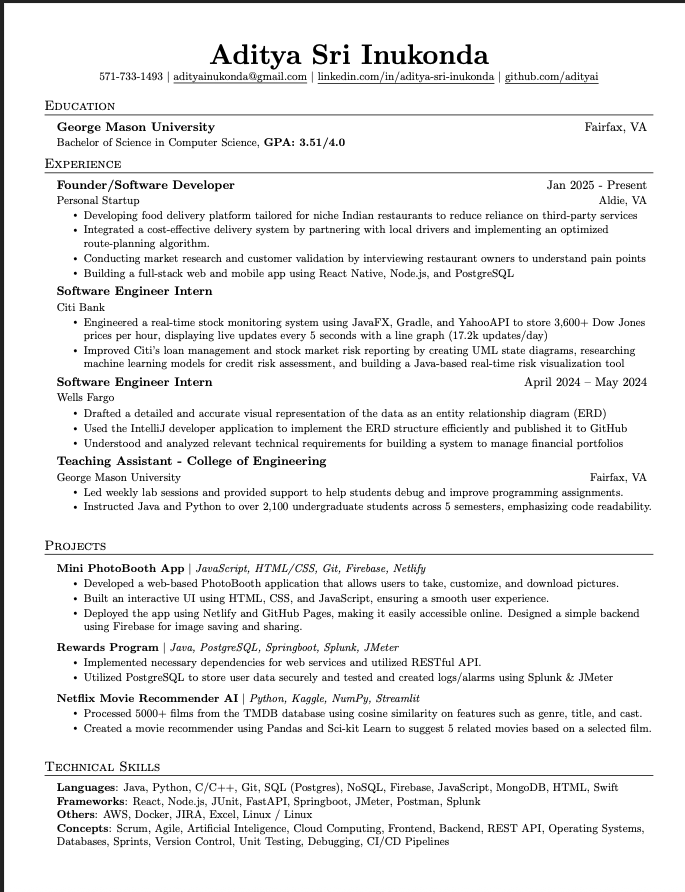 Aditya Sri Inukonda
571-733-1493 | adityainukonda@gmail.com | linkedin.com/in/aditya-sri-inukonda | github.com/adityai
Education
George Mason University Fairfax, VA
Bachelor of Science in Computer Science, GPA: 3.51/4.0
Experience
Founder/Software Developer Jan 2025 - Present
Personal Startup Aldie, VA
• Developing food delivery platform tailored for niche Indian restaurants to reduce reliance on third-party services
• Integrated a cost-effective delivery system by partnering with local drivers and implementing an optimized
route-planning algorithm.
• Conducting market research and customer validation by interviewing restaurant owners to understand pain points
• Building a full-stack web and mobile app using React Native, Node.js, and PostgreSQL
Software Engineer Intern
Citi Bank
• Engineered a real-time stock monitoring system using JavaFX, Gradle, and YahooAPI to store 3,600+ Dow Jones
prices per hour, displaying live updates every 5 seconds with a line graph (17.2k updates/day)
• Improved Citi's loan management and stock market risk reporting by creating UML state diagrams, researching
machine learning models for credit risk assessment, and building a Java-based real-time risk visualization tool
Software Engineer Intern April 2024 – May 2024
Wells Fargo
• Drafted a detailed and accurate visual representation of the data as an entity relationship diagram (ERD)
• Used the IntelliJ developer application to implement the ERD structure efficiently and published it to GitHub
• Understood and analyzed relevant technical requirements for building a system to manage financial portfolios
Teaching Assistant - College of Engineering
George Mason University Fairfax, VA
• Led weekly lab sessions and provided support to help students debug and improve programming assignments.
• Instructed Java and Python to over 2,100 undergraduate students across 5 semesters, emphasizing code readability.
Projects
Mini PhotoBooth App | JavaScript, HTML/CSS, Git, Firebase, Netlify
• Developed a web-based PhotoBooth application that allows users to take, customize, and download pictures.
• Built an interactive UI using HTML, CSS, and JavaScript, ensuring a smooth user experience.
• Deployed the app using Netlify and GitHub Pages, making it easily accessible online. Designed a simple backend
using Firebase for image saving and sharing.
Rewards Program | Java, PostgreSQL, Springboot, Splunk, JMeter
• Implemented necessary dependencies for web services and utilized RESTful API.
• Utilized PostgreSQL to store user data securely and tested and created logs/alarms using Splunk & JMeter
Netflix Movie Recommender AI | Python, Kaggle, NumPy, Streamlit
• Processed 5000+ films from the TMDB database using cosine similarity on features such as genre, title, and cast.
• Created a movie recommender using Pandas and Sci-kit Learn to suggest 5 related movies based on a selected film.
Technical Skills
Languages: Java, Python, C/C++, Git, SQL (Postgres), NoSQL, Firebase, JavaScript, MongoDB, HTML, Swift
Frameworks: React, Node.js, JUnit, FastAPI, Springboot, JMeter, Postman, Splunk
Others: AWS, Docker, JIRA, Excel, Linux / Linux
Concepts: Scrum, Agile, Artificial Inteligence, Cloud Computing, Frontend, Backend, REST API, Operating Systems,
Databases, Sprints, Version Control, Unit Testing, Debugging, CI/CD Pipelines